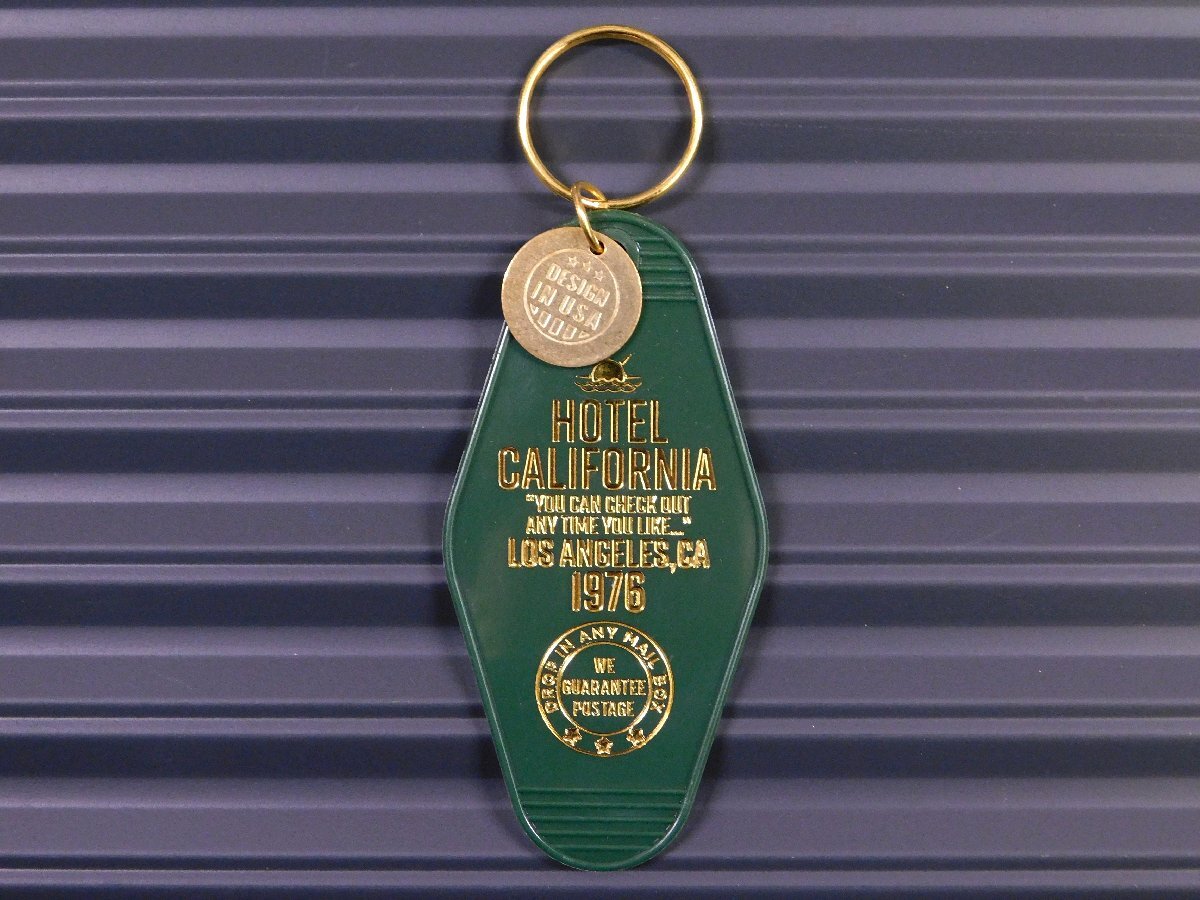 DESIGN
IN USA
HOTEL
CALIFORNIA
"YOU CAN CHECK OUT
ANY TIME YOU LIKE..."
LOS ANGELES, CA
1976
DROP IN ANY MAIL BOX
WE
GUARANTEE
POSTAGE